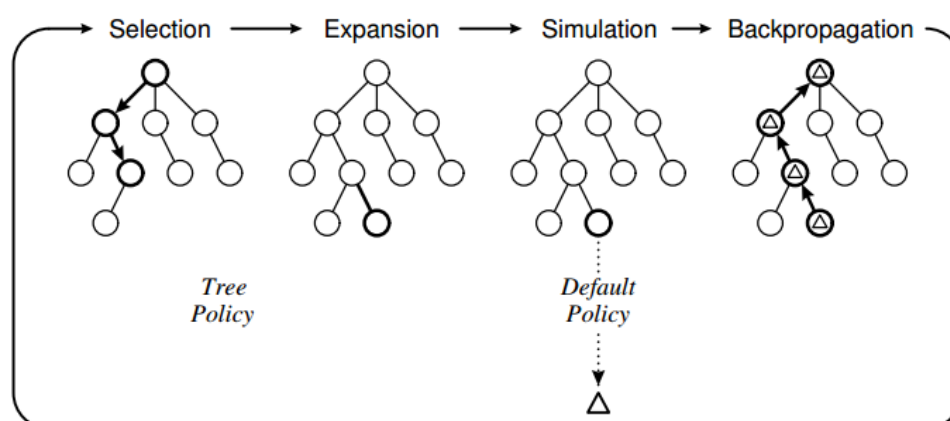 Selection Expansion Simulation Backpropagation
Tree
Policy
Default
Policy